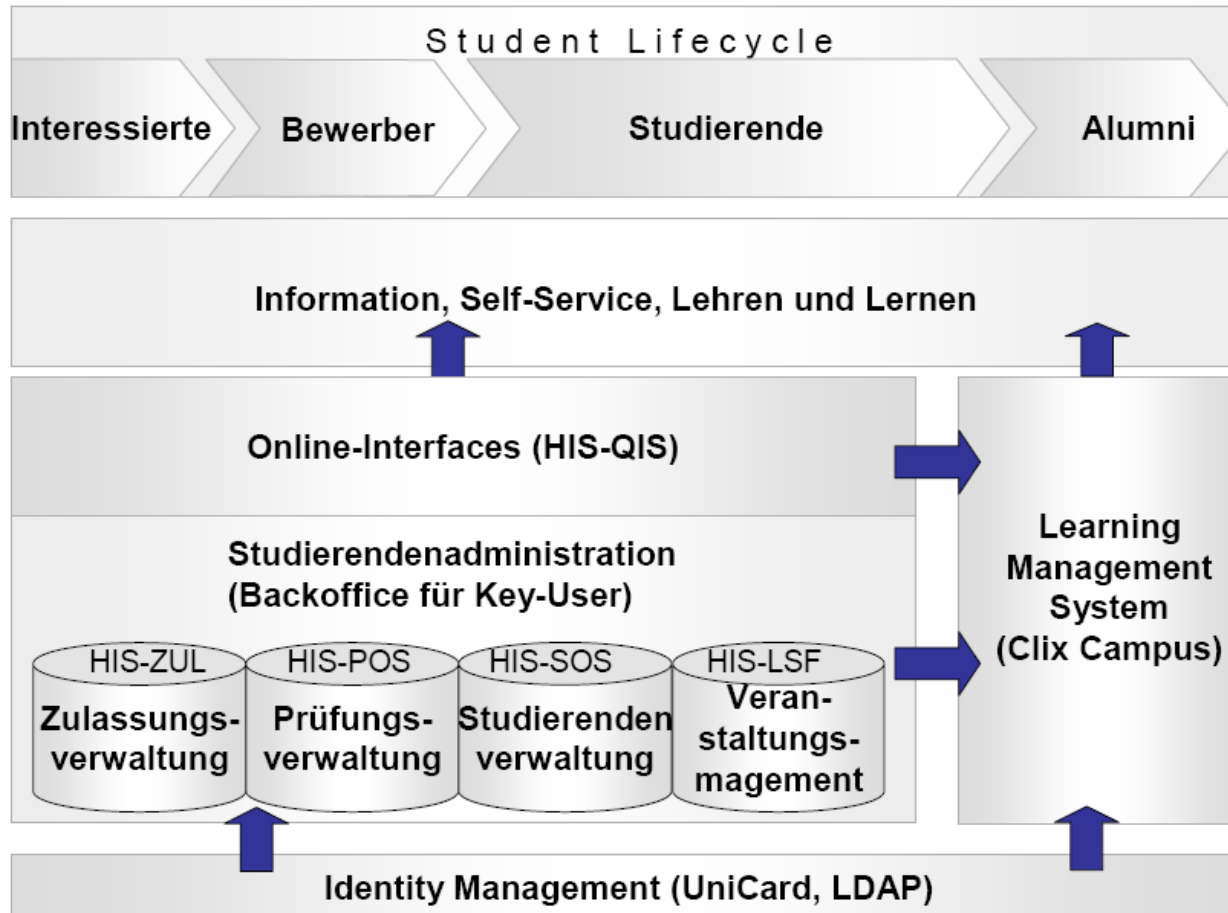 Student Lifecycle
Interessierte
Bewerber
Studierende
Alumni
Information, Self-Service, Lehren und Lernen
Online-Interfaces (HIS-QIS)
Studierendenadministration
(Backoffice für Key-User)
HIS-ZUL
Zulassungs-
verwaltung
HIS-POS
Prüfungs-
verwaltung
HIS-SOS
Studierenden
verwaltung
HIS-LSF
Veran-
staltungs-
magement
Learning
Management
System
(Clix Campus)
Identity Management (UniCard, LDAP)